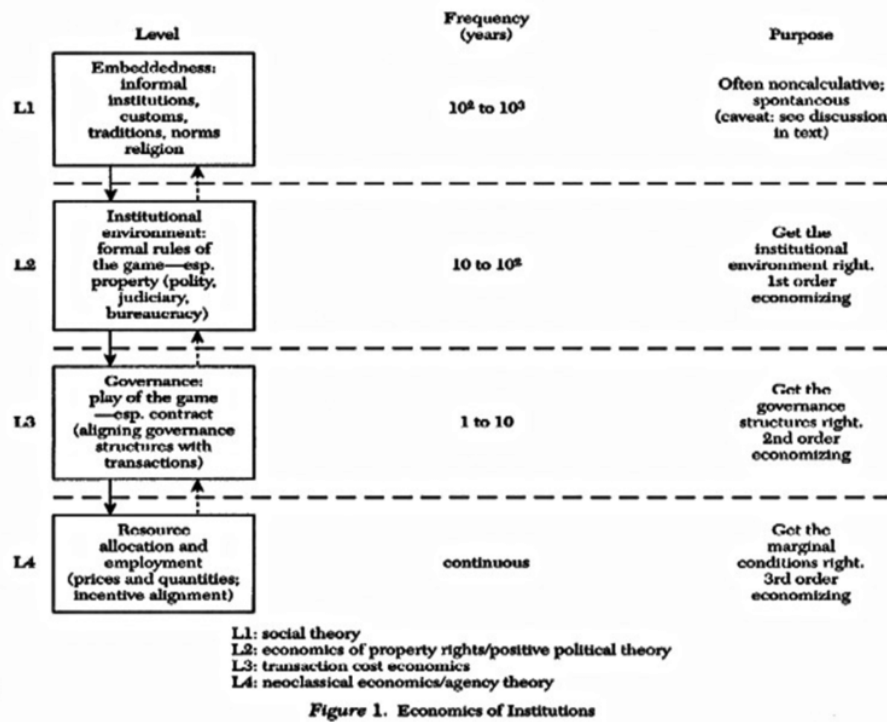 Level
Frequency
(years)
Purpose
L1
Embeddedness:
informal
institutions,
customs,
traditions, norms
religion
10² to 10³
Often noncalculative;
spontaneous
(caveat: see discussion
in text)
L2
Institutional
environment:
formal rules of
the game—esp.
property (polity,
judiciary,
bureaucracy)
10 to 10²
Get the
institutional
environment right.
1st order
economizing
L3
Governance:
play of the game
—esp. contract
(aligning governance
structures with
transactions)
1 to 10
Get the
governance
structures right.
2nd order
economizing
L4
Resource
allocation and
employment
(prices and quantities;
incentive alignment)
continuous
Get the
marginal
conditions right.
3rd order
economizing
L1: social theory
L2: economics of property rights/positive political theory
L3: transaction cost economics
L4: neoclassical economics/agency theory
Figure 1. Economics of Institutions